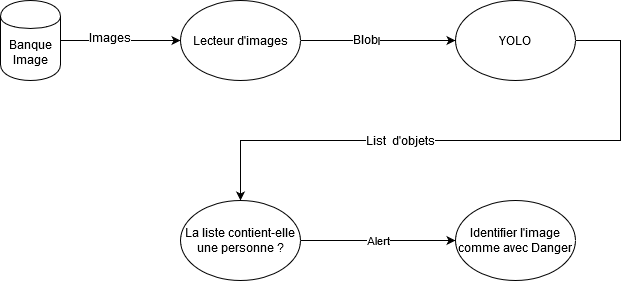 Banque
Image
Images
Lecteur d'images
Blob
YOLO
List d'objets
La liste contient-elle
une personne ?
Alert
Identifier l'image
comme avec Danger